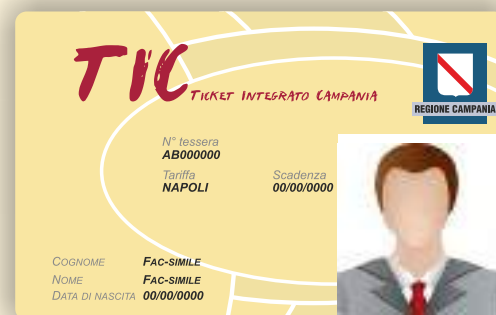 TIC TICKET INTEGRATO CAMPANIA
REGIONE CAMPANIA
N° tessera
AB000000
Tariffa Scadenza
NAPOLI 00/00/0000
COGNOME FAC-SIMILE
NOME FAC-SIMILE
DATA DI NASCITA 00/00/0000